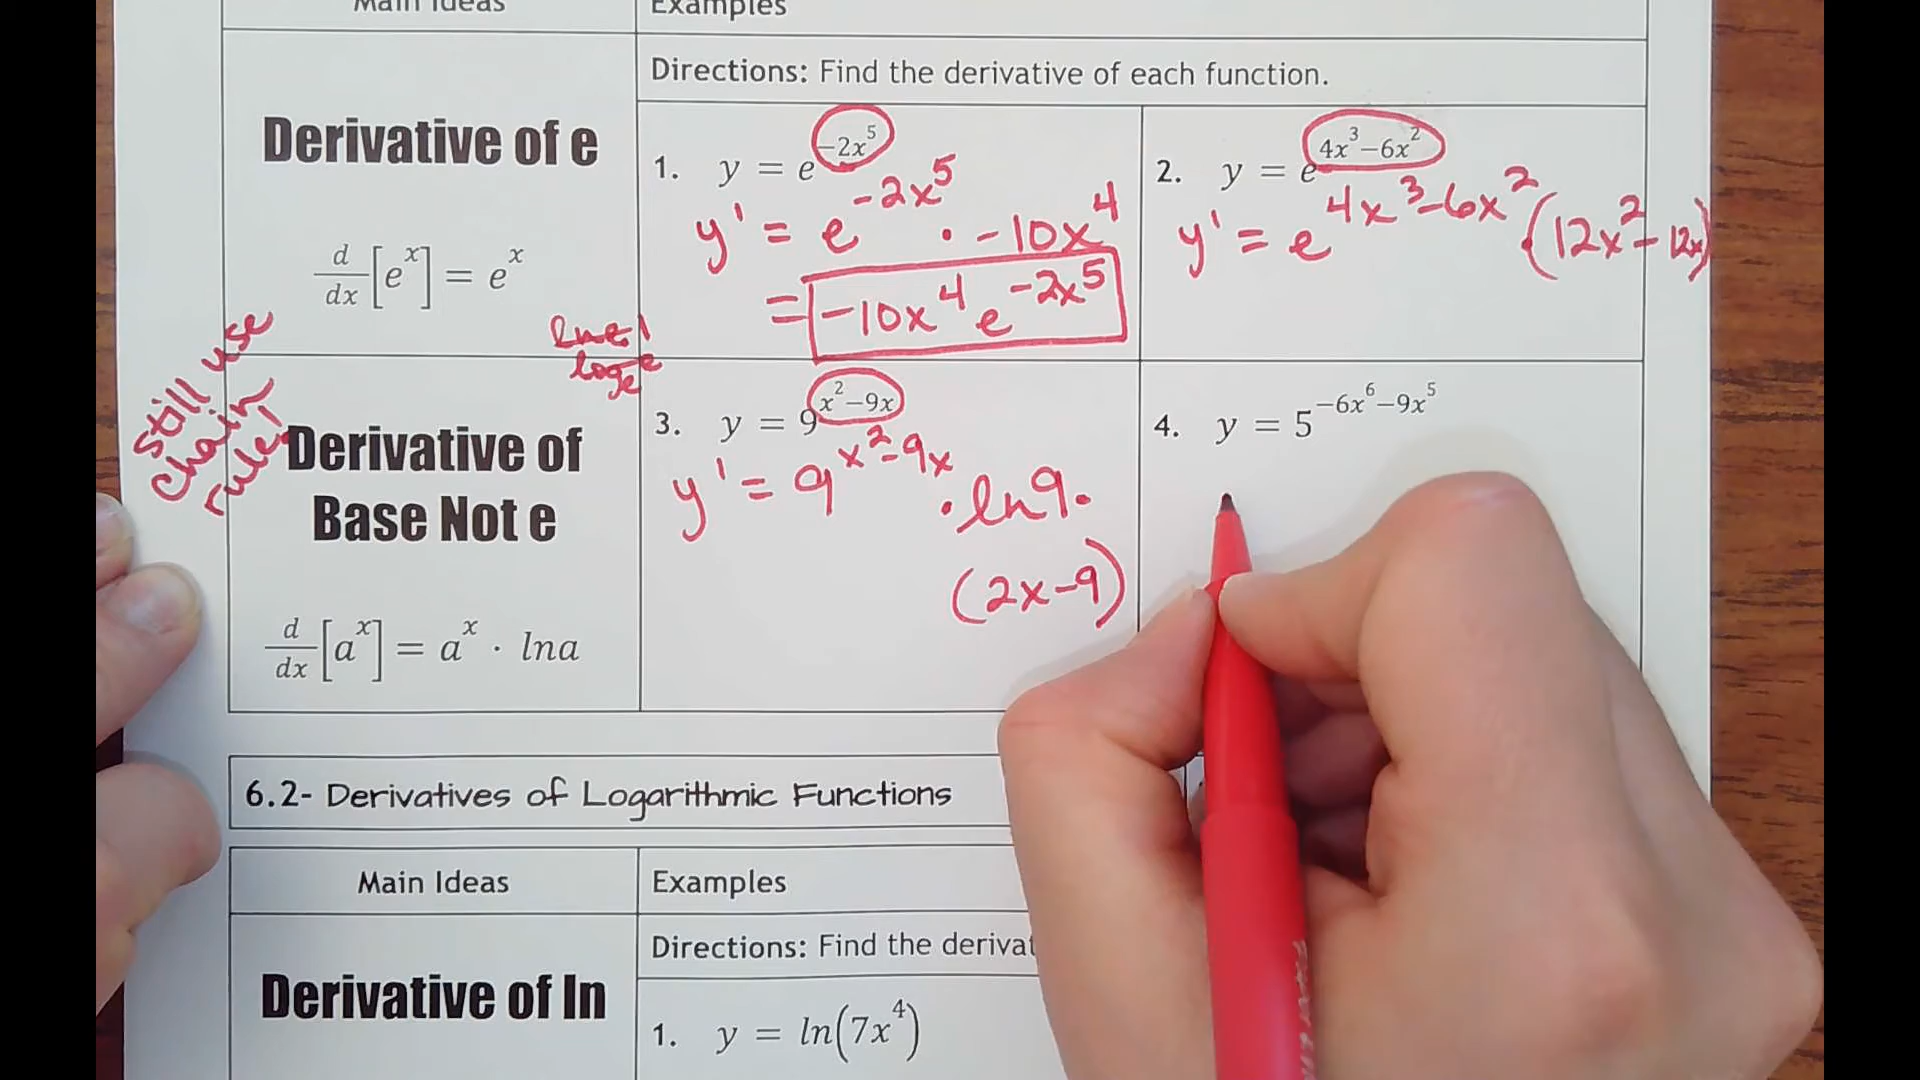 Main Ideas
Examples
Directions: Find the derivative of each function.
Derivative of e
d/dx [e^x] = e^x
1. y = e^(-2x^5)
y' = e^(-2x^5) · -10x^4
= -10x^4 e^(-2x^5)
2. y = e^(4x^3-6x^2)
y' = e^(4x^3-6x^2) · (12x^2-12x)
still use
chain
rule!
lne=1
log_e e
Derivative of
Base Not e
d/dx [a^x] = a^x · lna
3. y = 9^(x^2-9x)
y' = 9^(x^2-9x) · ln9 ·
(2x-9)
4. y = 5^(-6x^6-9x^5)
6.2- Derivatives of Logarithmic Functions
Main Ideas
Examples
Directions: Find the
Derivative of ln
1. y = ln(7x^4)